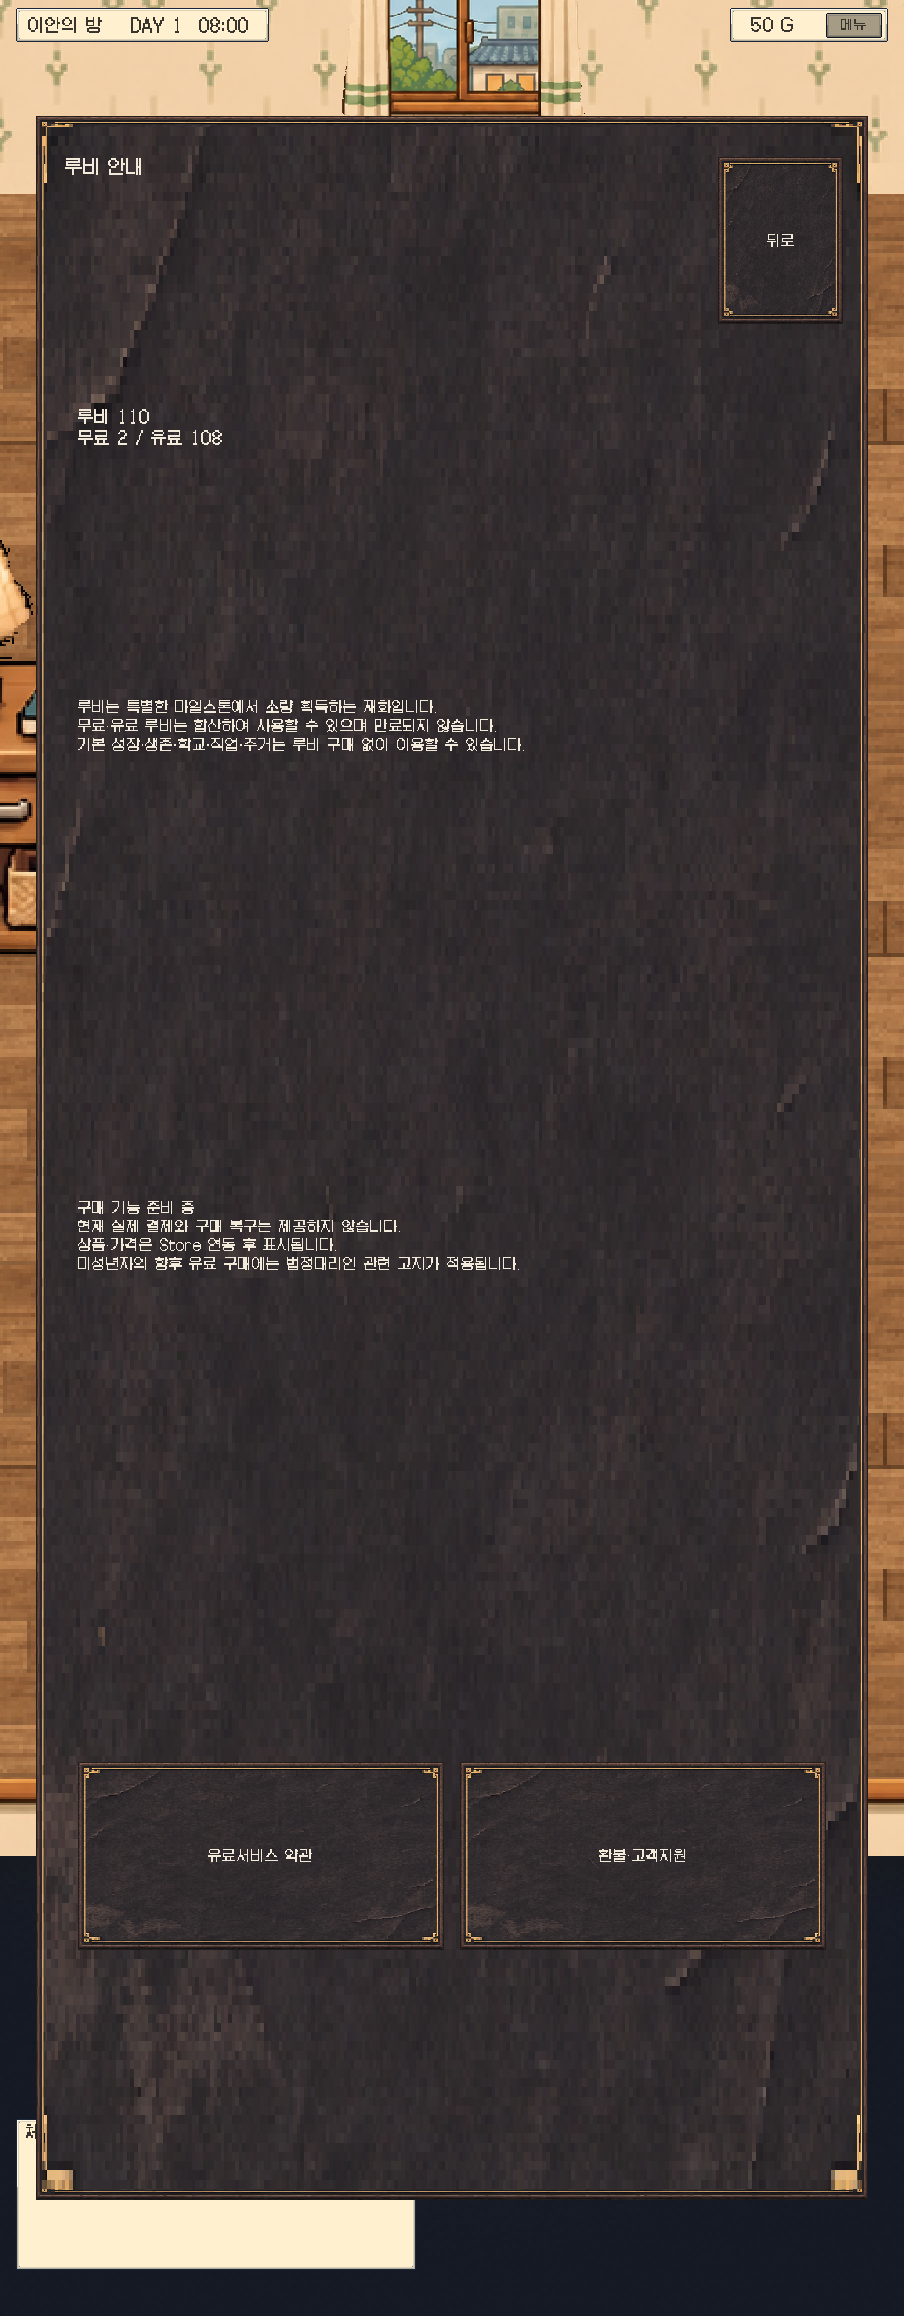 이안의 방 DAY 1 08:00
50 G 메뉴
루비 안내
뒤로
루비 110
무료 2 / 유료 108
루비는 특별한 마일스톤에서 소량 획득하는 재화입니다.
무료·유료 루비는 합산하여 사용할 수 있으며 만료되지 않습니다.
기본 성장·생존·학교·직업·주거는 루비 구매 없이 이용할 수 있습니다.
구매 기능 준비 중
현재 실제 결제와 구매 복구는 제공하지 않습니다.
상품·가격은 Store 연동 후 표시됩니다.
미성년자의 향후 유료 구매에는 법정대리인 관련 고지가 적용됩니다.
유료서비스 약관
환불·고객지원